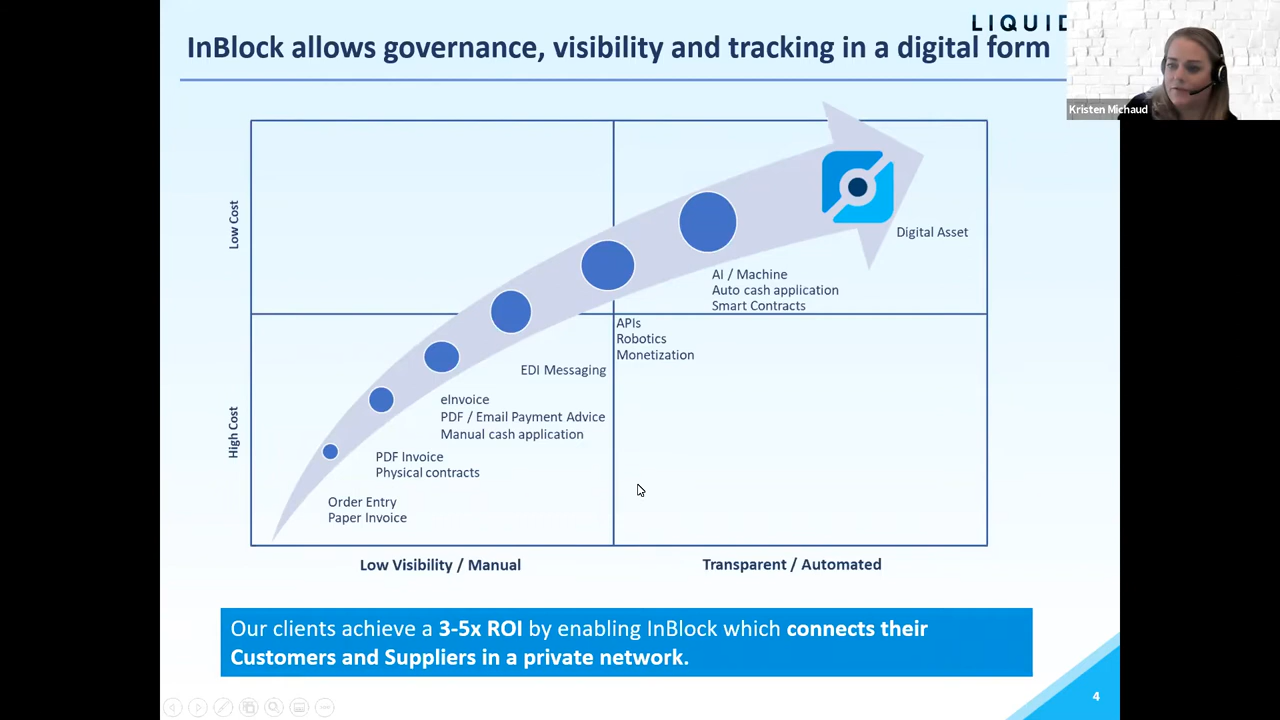 LIQUID
InBlock allows governance, visibility and tracking in a digital form
Kristen Michaud
Low Cost
High Cost
Digital Asset
AI / Machine
Auto cash application
Smart Contracts
APIs
Robotics
Monetization
EDI Messaging
eInvoice
PDF / Email Payment Advice
Manual cash application
PDF Invoice
Physical contracts
Order Entry
Paper Invoice
Low Visibility / Manual
Transparent / Automated
Our clients achieve a 3-5x ROI by enabling InBlock which connects their
Customers and Suppliers in a private network.
4